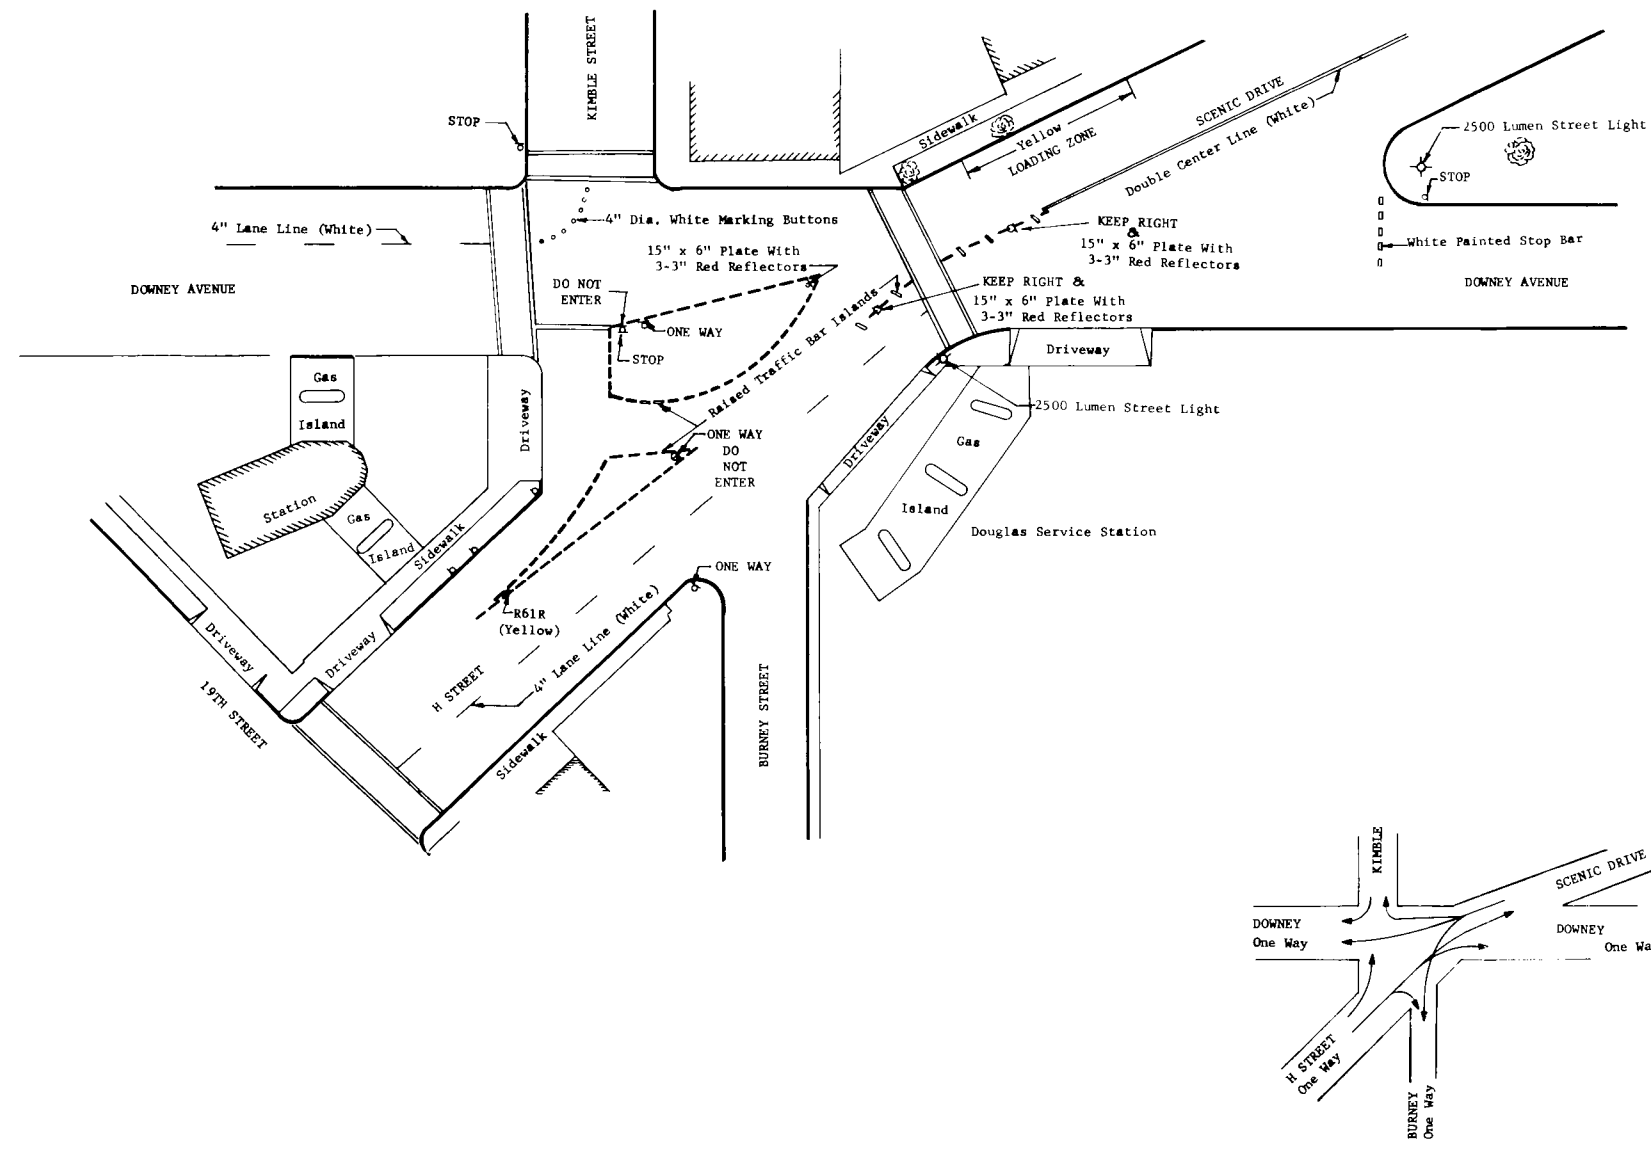 KIMBLE STREET
STOP
4" Lane Line (White)
DOWNEY AVENUE
4" Dia. White Marking Buttons
15" x 6" Plate With
3-3" Red Reflectors
DO NOT
ENTER
ONE WAY
STOP
Sidewalk
Yellow
LOADING ZONE
SCENIC DRIVE
Double Center Line (White)
2500 Lumen Street Light
STOP
KEEP RIGHT
&
15" x 6" Plate With
3-3" Red Reflectors
White Painted Stop Bar
DOWNEY AVENUE
KEEP RIGHT &
15" x 6" Plate With
3-3" Red Reflectors
Raised Traffic Bar Islands
Driveway
2500 Lumen Street Light
Gas
Island
Driveway
Station
Gas
Island
Sidewalk
ONE WAY
DO
NOT
ENTER
Driveway
Gas
Island
Douglas Service Station
ONE WAY
R61R
(Yellow)
Driveway
Driveway
19TH STREET
H STREET
4" Lane Line (White)
Sidewalk
BURNEY STREET
KIMBLE
SCENIC DRIVE
DOWNEY
One Way
DOWNEY
One Wa
H STREET
One Way
BURNEY
One Way